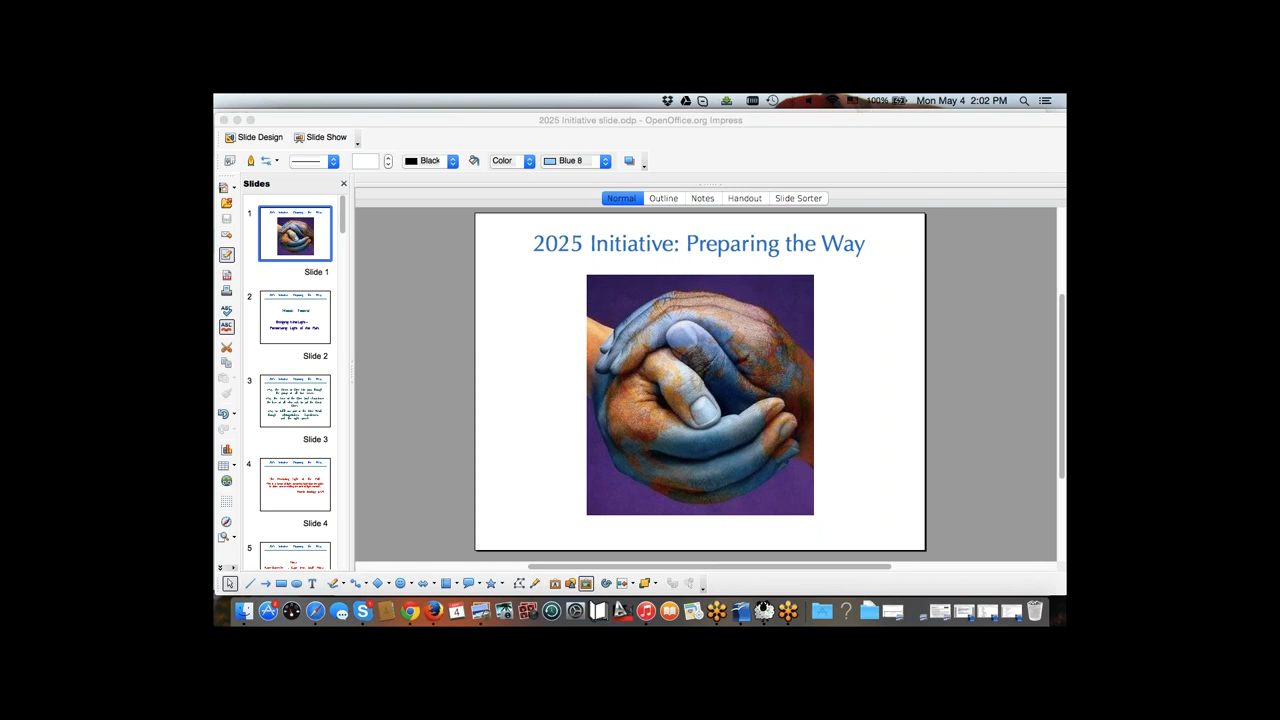 100%
Mon May 4 2:02 PM
2025 Initiative slide.odp - OpenOffice.org Impress
Slide Design
Slide Show
Black
Color
Blue 8
Slides
Normal
Outline
Notes
Handout
Slide Sorter
1
Slide 1
2
Slide 2
3
Slide 3
4
Slide 4
5
2025 Initiative: Preparing the Way